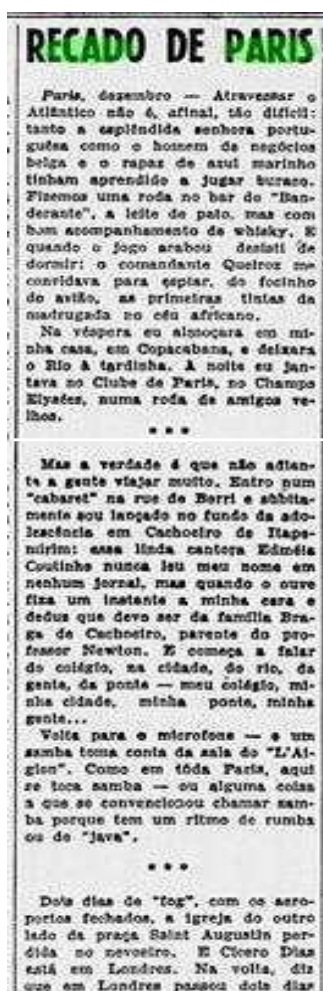 RECADO DE PARIS
Paris, dezembro — Atravessar o
Atlântico não é, afinal, tão difícil:
tanto a esplêndida senhora portu-
guêsa como o homem de negócios
belga e o rapaz de azul marinho
tinham aprendido a jugar buraco.
Fizemos uma roda no bar do "Ban-
deirante", a leite de pato, mas com
bom acompanhamento de whisky. E
quando o jogo acabou desisti de
dormir; o comandante Queiroz me
convidava para espiar, do focinho
do avião, as primeiras tintas da
madrugada no céu africano.
Na véspera eu almoçara em mi-
nha casa, em Copacabana, e deixara
o Rio à tardinha. A noite eu jan-
tava no Clube de Paris, no Champs
Elysées, numa roda de amigos ve-
lhos.
* * *
Mas a verdade é que não adian-
ta a gente viajar muito. Entro num
"cabaret" na rue de Berri e súbita-
mente sou lançado no fundo da ado-
lescência em Cachoeiro de Itape-
mirim: essa linda cantora Edméia
Coutinho nunca leu meu nome em
nenhum jornal, mas quando o ouve
fixa um instante a minha cara e
deduz que devo ser da família Bra-
ga de Cachoeiro, parente do pro-
fessor Newton. E começa a falar
do colégio, na cidade, do rio, da
gente, da ponte — meu colégio, mi-
nha cidade, minha ponte, minha
gente...
Volta para o microfone — e um
samba toma conta da sala do "L'Ai-
glon". Como em tôda Paris, aqui
se toca samba — ou alguma coisa
a que se convencionou chamar sam-
ba porque tem um ritmo de rumba
ou de "java".
* * *
Dois dias de "fog", com os aero-
portos fechados, a igreja do outro
lado da praça Saint Augustin per-
dida no nevoeiro. E Cicero Dias
está em Londres. Na volta, diz
que em Londres passou dois dias